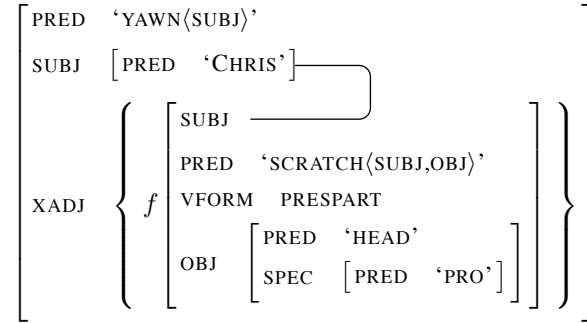 PRED ‘YAWN⟨SUBJ⟩’
SUBJ [PRED ‘CHRIS’]
SUBJ
PRED ‘SCRATCH⟨SUBJ,OBJ⟩’
XADJ f VFORM PRESPART
PRED ‘HEAD’
OBJ
SPEC [PRED ‘PRO’]